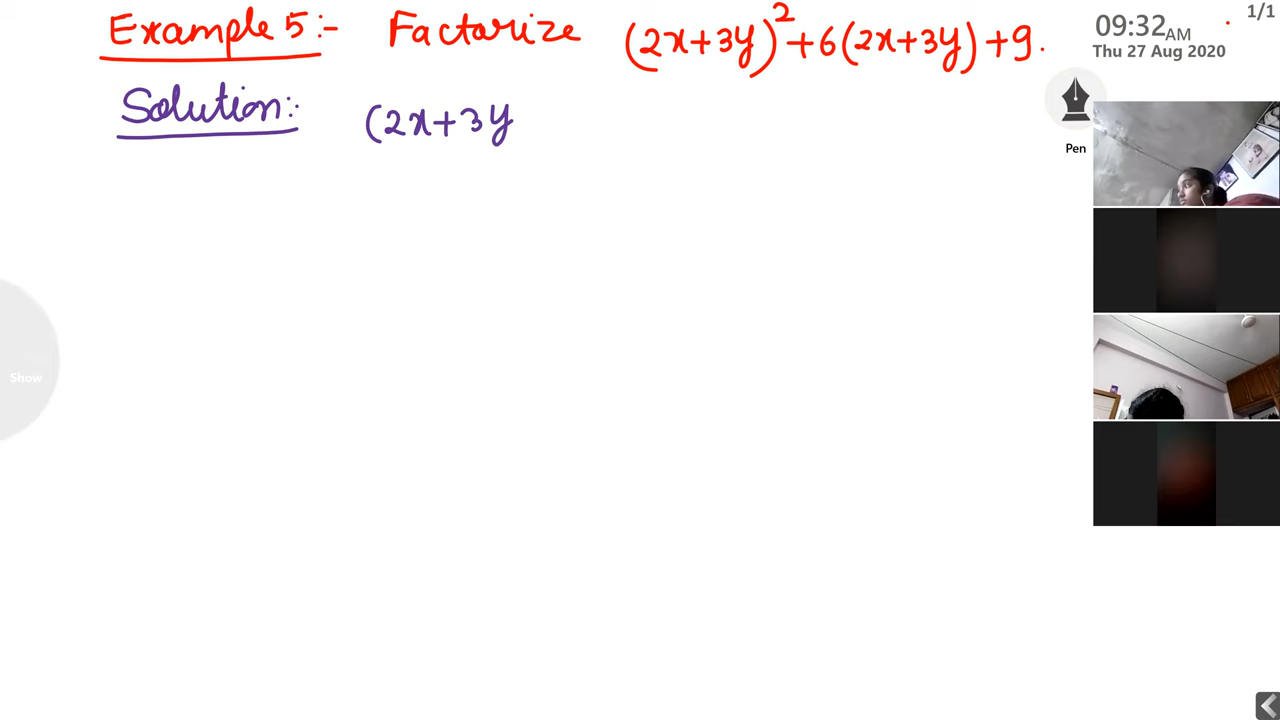 Example 5:- Factorize (2x+3y)²+6(2x+3y)+9.
Solution:- (2x+3y
09:32AM
Thu 27 Aug 2020
1/1
Pen
Show